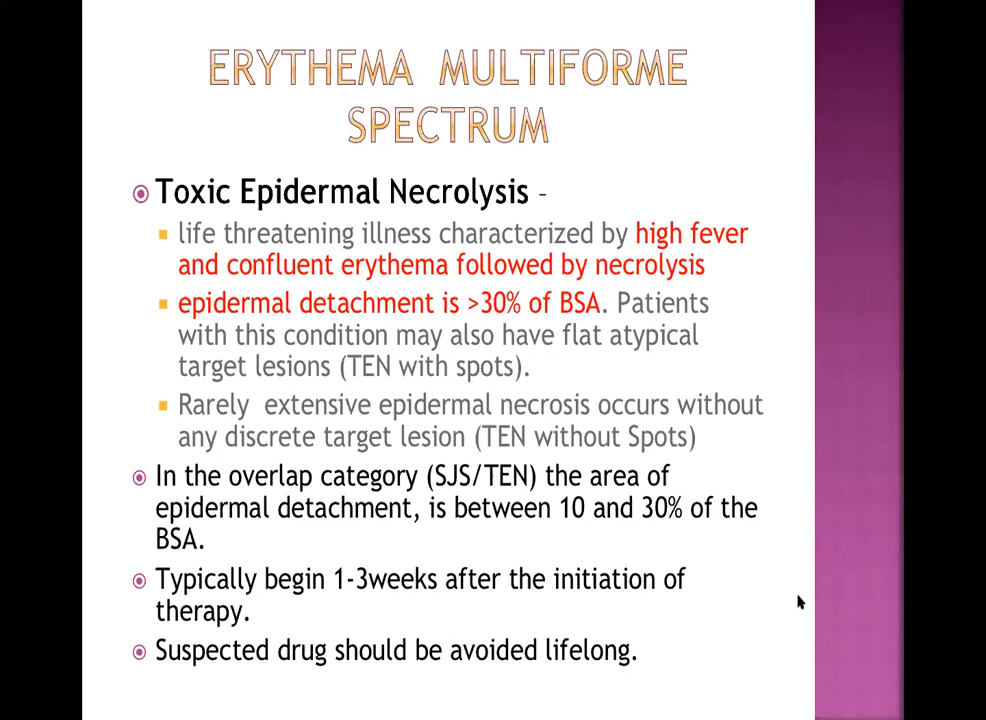 ERYTHEMA MULTIFORME
SPECTRUM
Toxic Epidermal Necrolysis –
life threatening illness characterized by high fever
and confluent erythema followed by necrolysis
epidermal detachment is >30% of BSA. Patients
with this condition may also have flat atypical
target lesions (TEN with spots).
Rarely extensive epidermal necrosis occurs without
any discrete target lesion (TEN without Spots)
In the overlap category (SJS/TEN) the area of
epidermal detachment, is between 10 and 30% of the
BSA.
Typically begin 1-3weeks after the initiation of
therapy.
Suspected drug should be avoided lifelong.